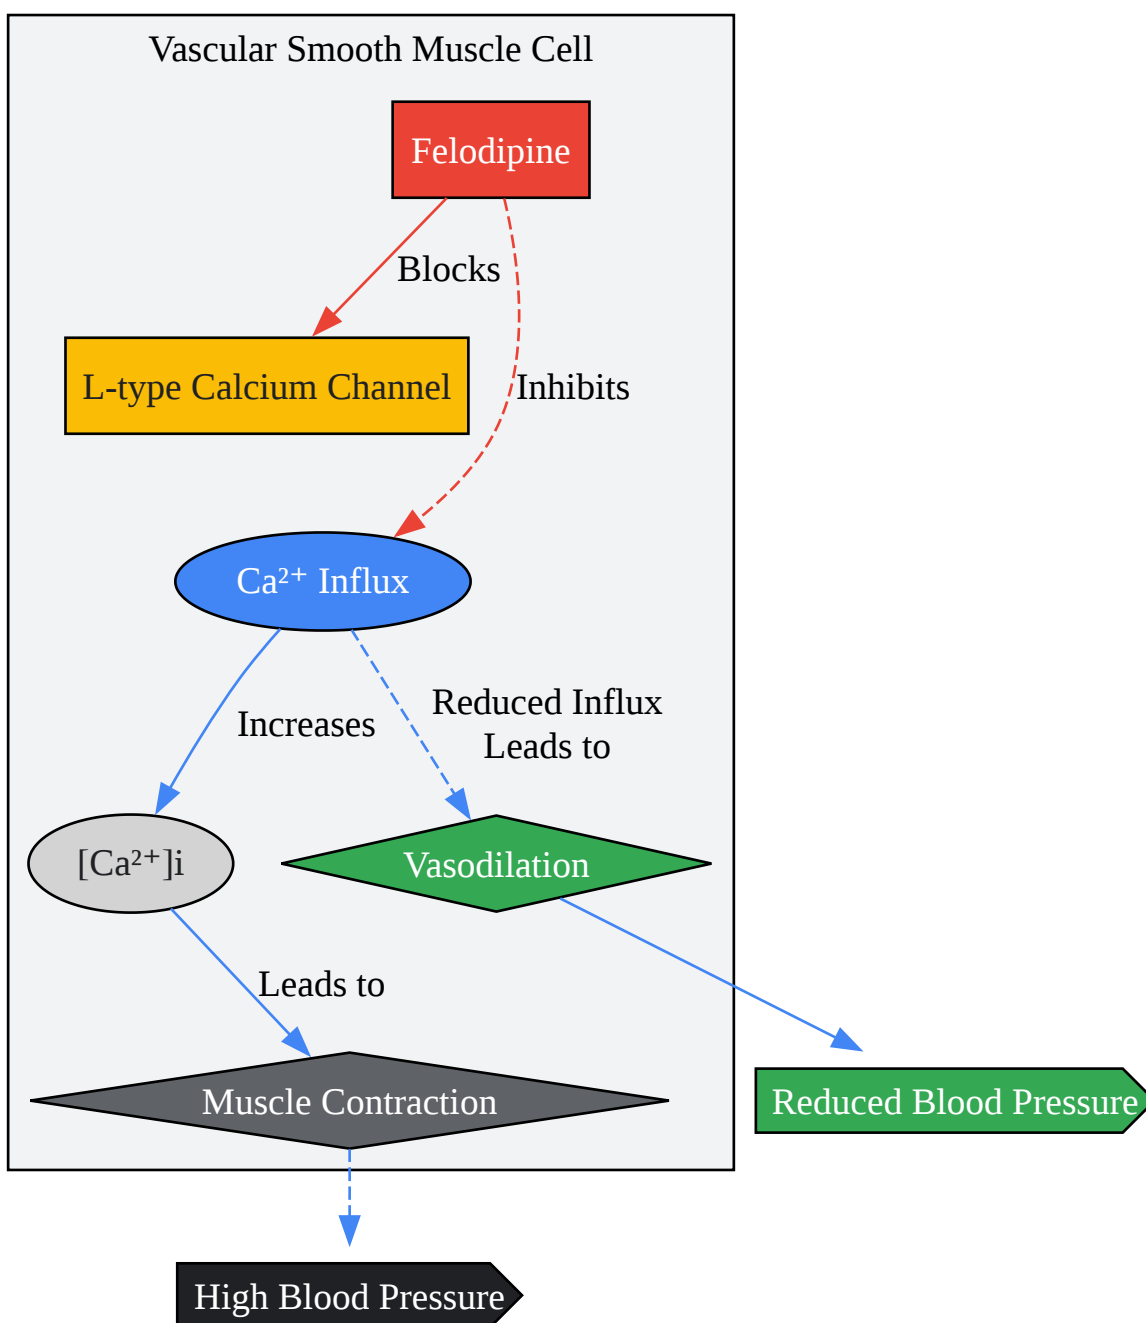 Vascular Smooth Muscle Cell
Felodipine
Blocks
L-type Calcium Channel
Inhibits
Ca²⁺ Influx
Increases
Reduced Influx
Leads to
[Ca²⁺]i
Vasodilation
Leads to
Muscle Contraction
Reduced Blood Pressure
High Blood Pressure